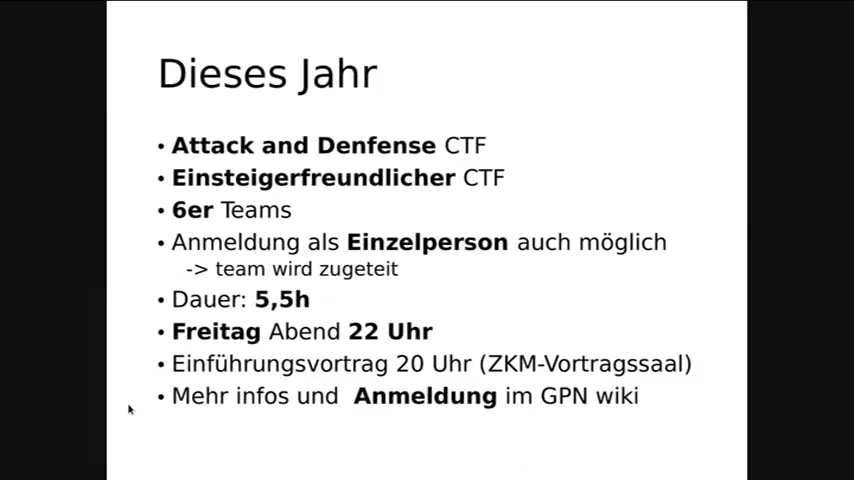 Dieses Jahr
• Attack and Denfense CTF
• Einsteigerfreundlicher CTF
• 6er Teams
• Anmeldung als Einzelperson auch möglich
-> team wird zugeteit
• Dauer: 5,5h
• Freitag Abend 22 Uhr
• Einführungsvortrag 20 Uhr (ZKM-Vortragssaal)
• Mehr infos und Anmeldung im GPN wiki